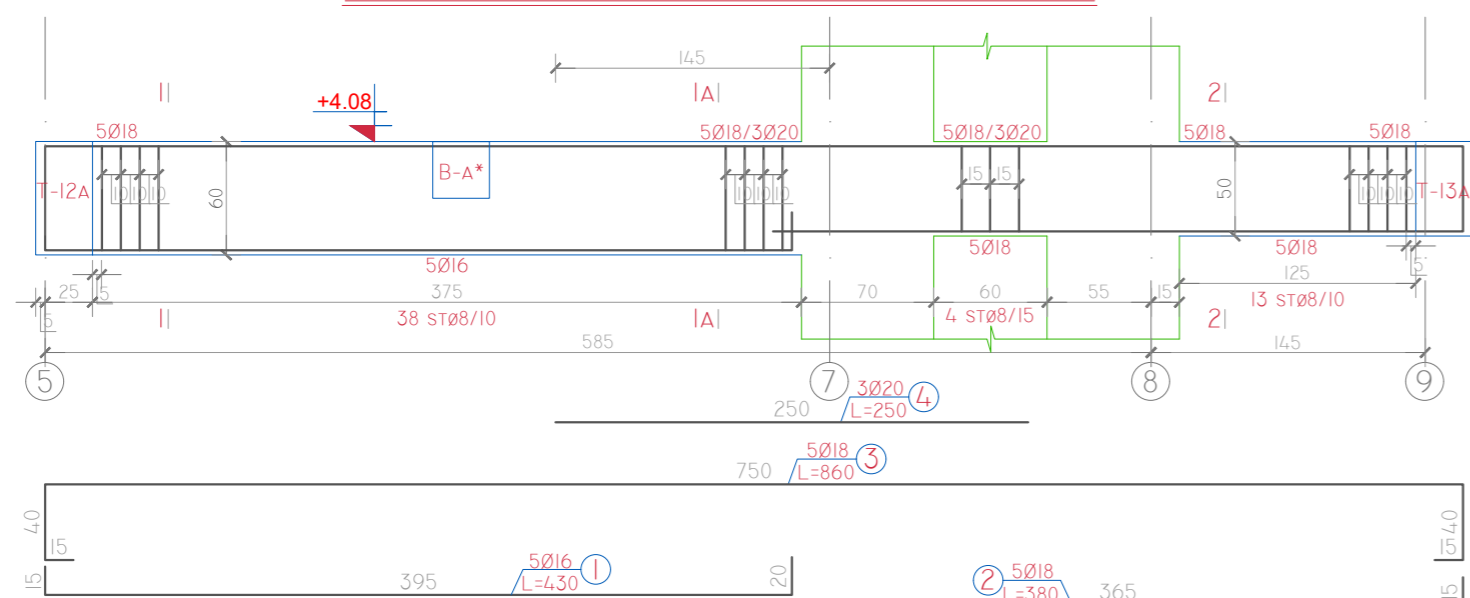 145
1 1A 2
+4.08
5Ø18 5Ø18/3Ø20 5Ø18/3Ø20 5Ø18 5Ø18
T-12A 10 10 10 60 B-A* 10 10 10 15 15 50 10 10 10 T-13A
5Ø16 5Ø18 5Ø18
25 5 375 70 60 55 15 125 5
5 1 38 STØ8/10 1A 4 STØ8/15 2 13 STØ8/10
585 145
5 7 8 9
3Ø20 4
250 L=250
5Ø18 3
750 L=860
40 15 15 40
5Ø16 1
15 395 L=430 20
2 5Ø18
L=380 365 15